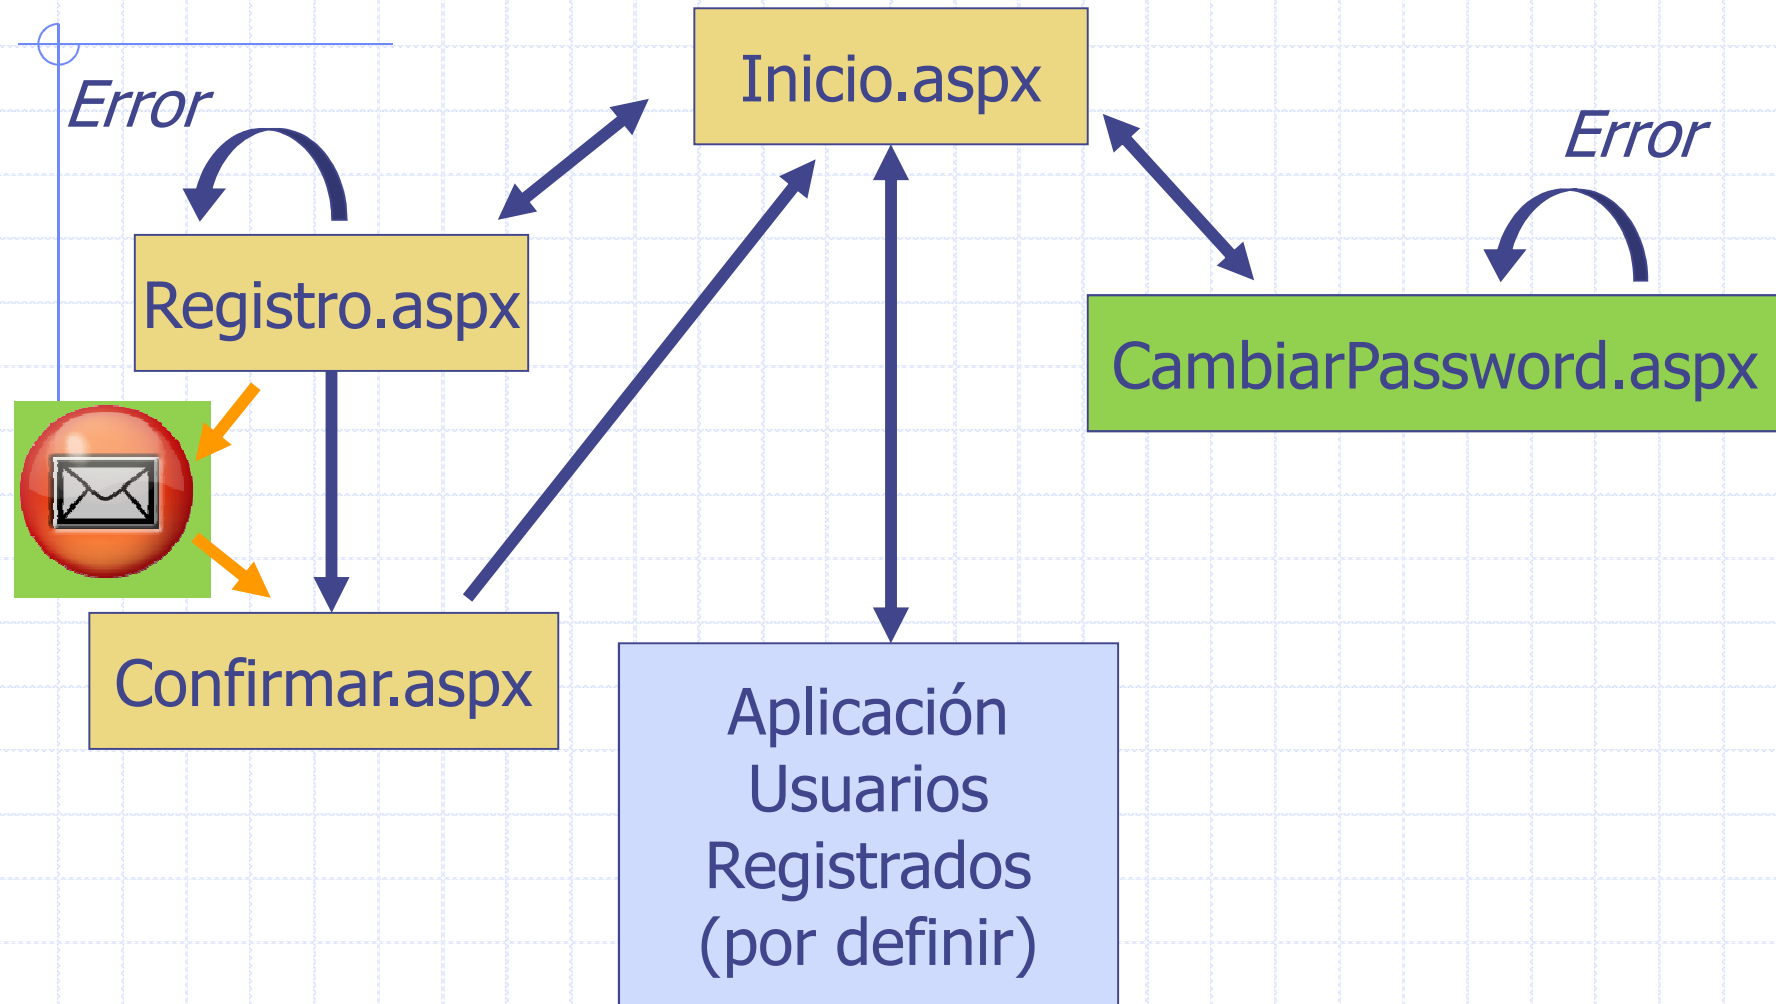 Inicio.aspx
Error
Error
Registro.aspx
CambiarPassword.aspx
Confirmar.aspx
Aplicación
Usuarios
Registrados
(por definir)